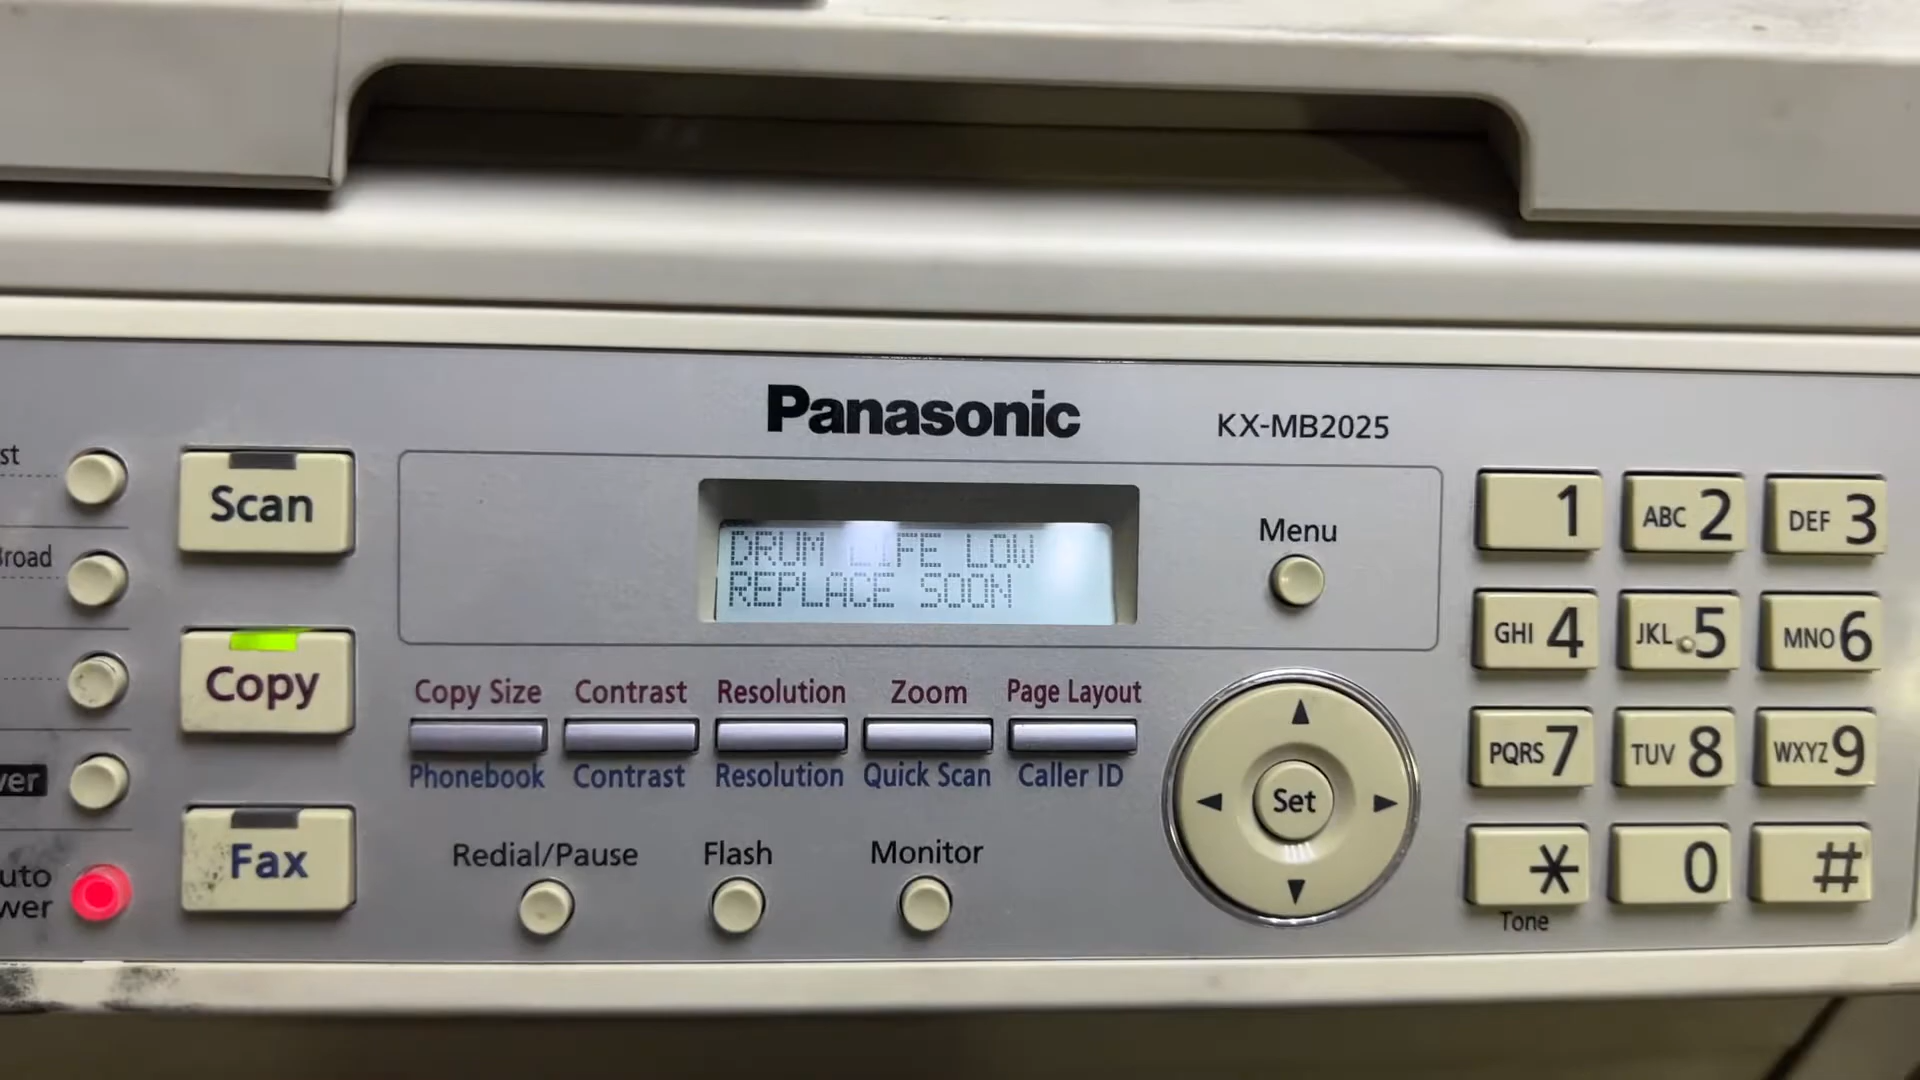 Panasonic
KX-MB2025
DRUM LIFE LOW
REPLACE SOON
Menu
Scan
Copy
Fax
Copy Size
Contrast
Resolution
Zoom
Page Layout
Phonebook
Contrast
Resolution
Quick Scan
Caller ID
Redial/Pause
Flash
Monitor
Set
1
ABC 2
DEF 3
GHI 4
JKL 5
MNO 6
PQRS 7
TUV 8
WXYZ 9
*
0
#
Tone